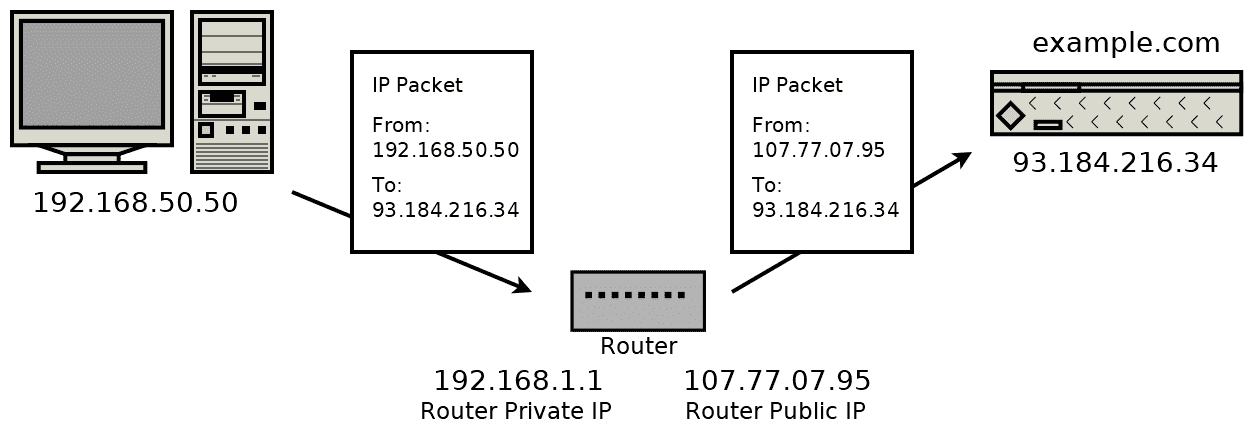 192.168.50.50
IP Packet
From:
192.168.50.50
To:
93.184.216.34
IP Packet
From:
107.77.07.95
To:
93.184.216.34
example.com
93.184.216.34
Router
192.168.1.1
Router Private IP
107.77.07.95
Router Public IP